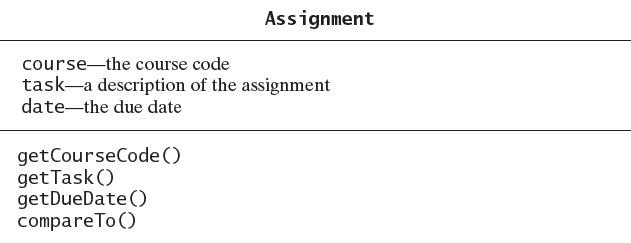 Assignment
course—the course code
task—a description of the assignment
date—the due date
getCourseCode()
getTask()
getDueDate()
compareTo()